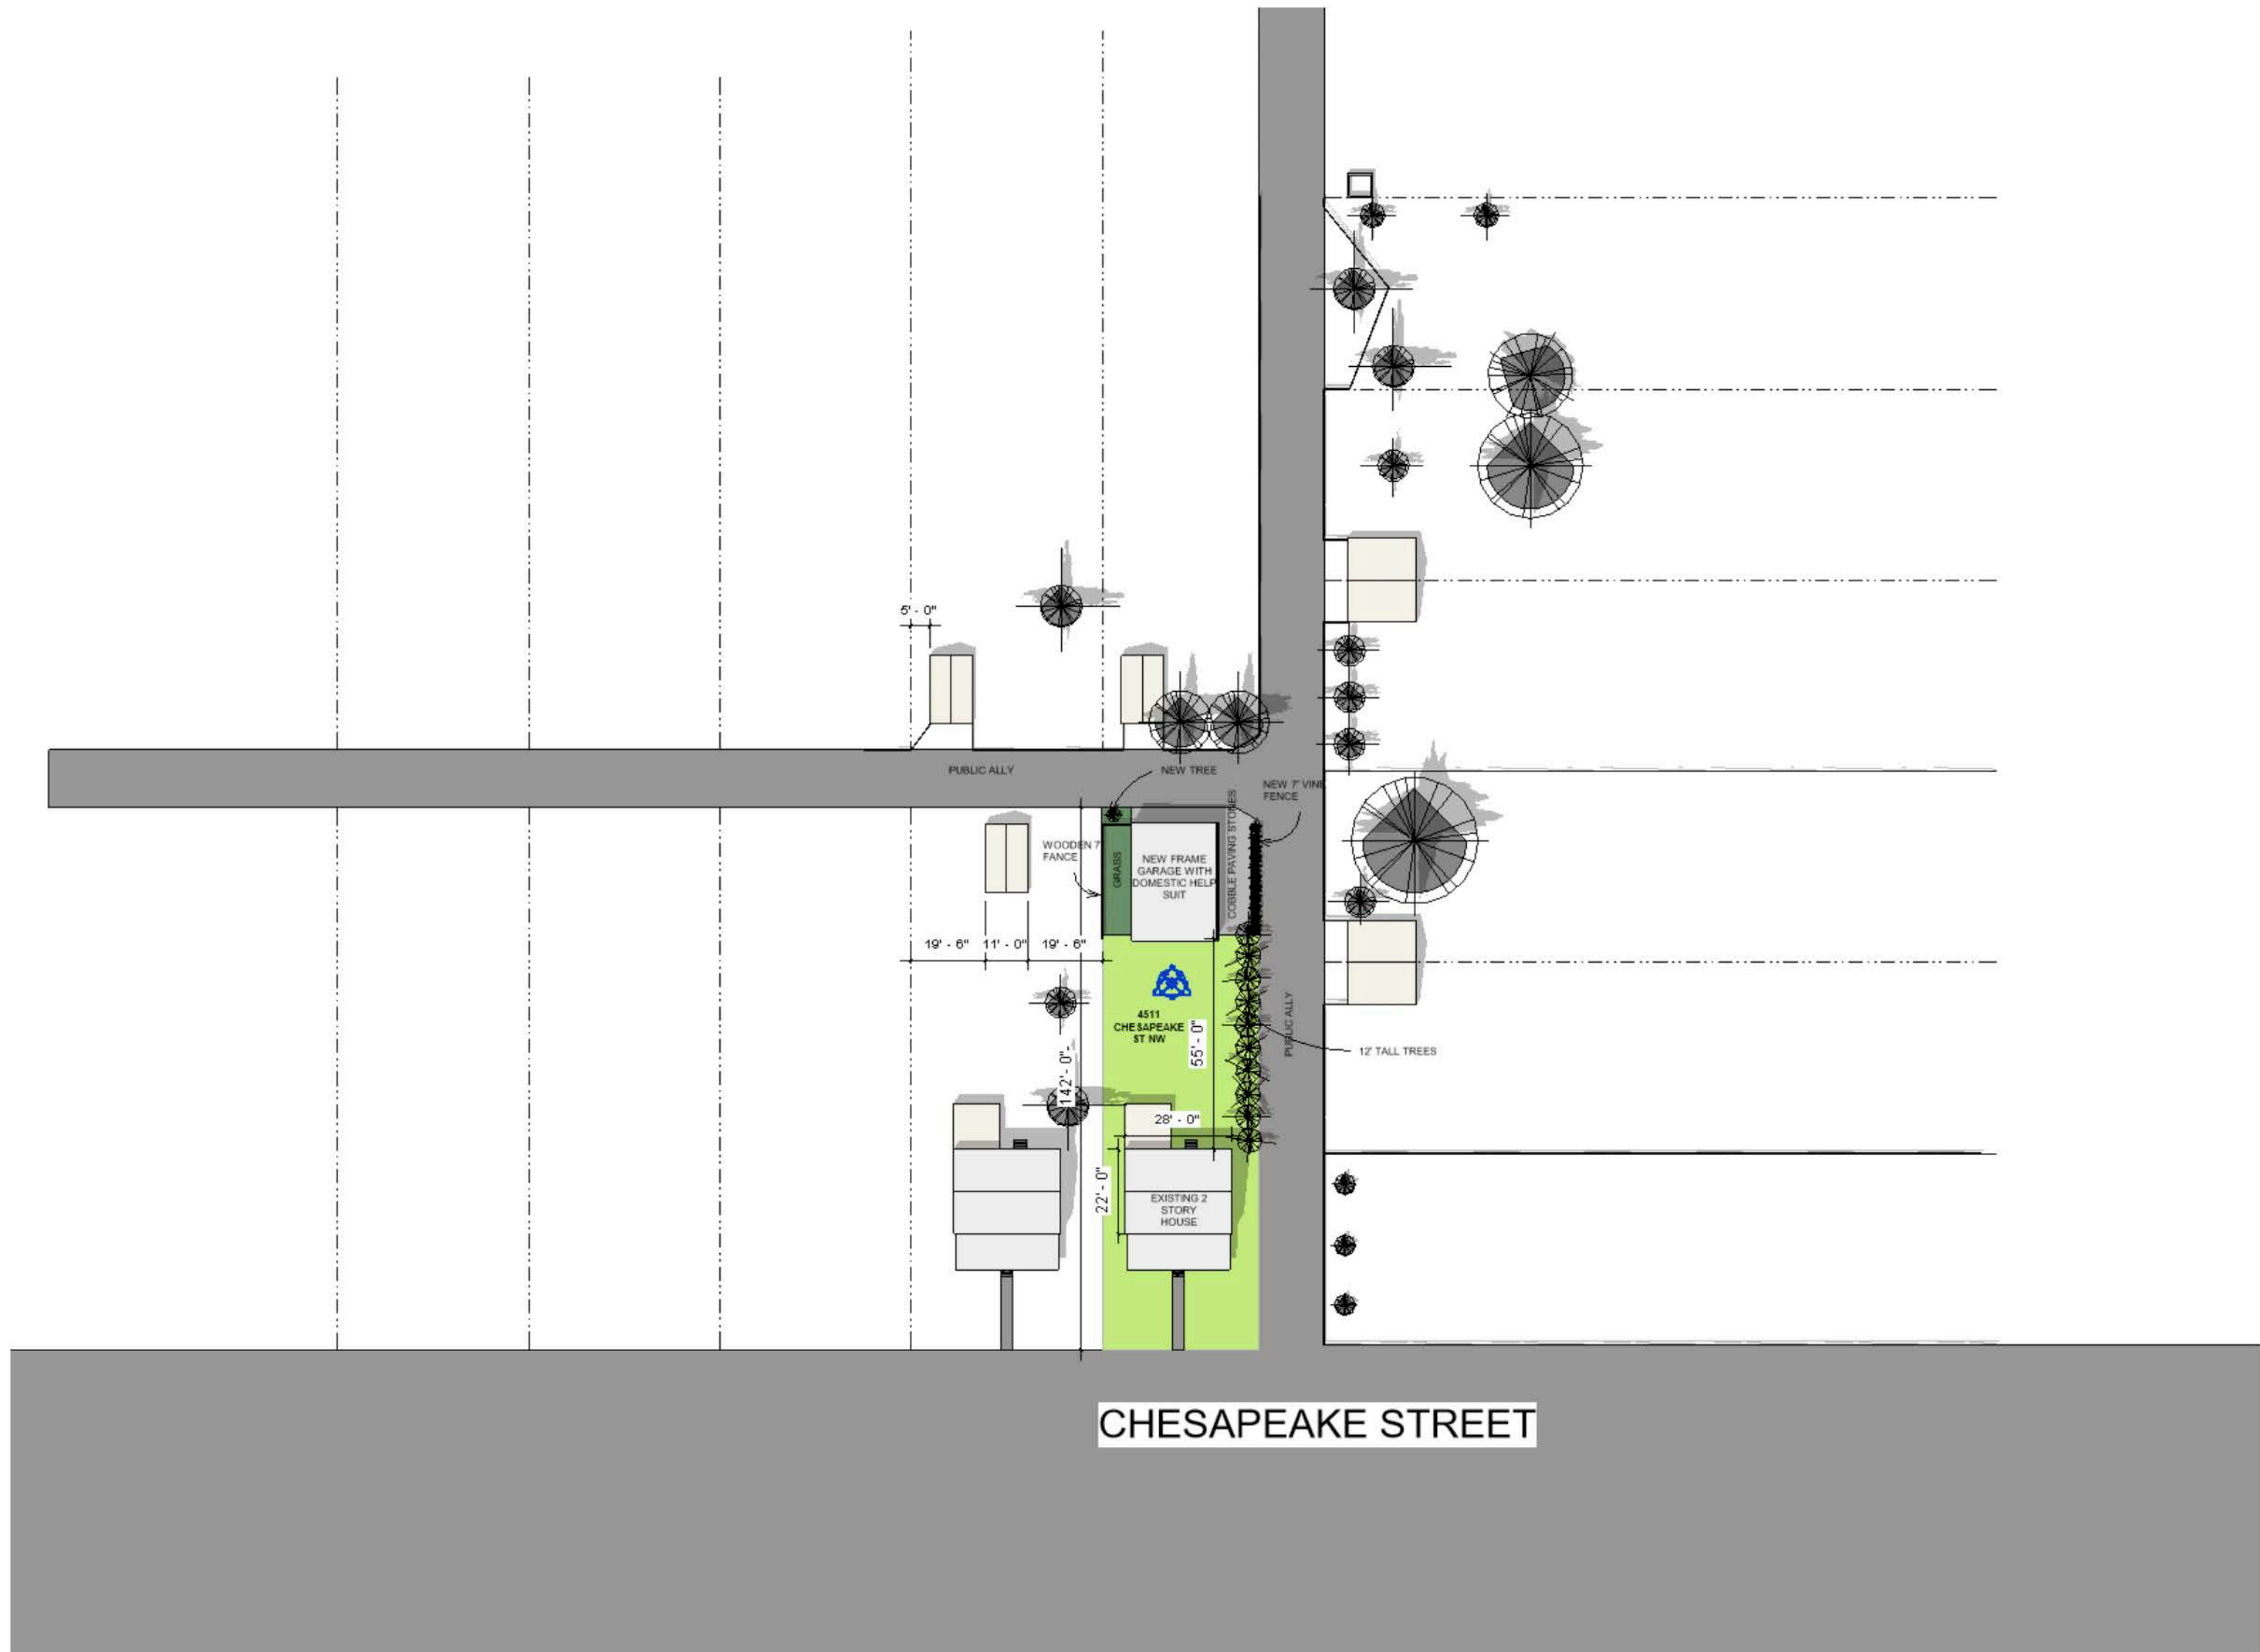 5' - 0"
PUBLIC ALLY
NEW TREE
NEW 7' VINE
FENCE
WOODEN 7'
FANCE
GRASS
NEW FRAME
GARAGE WITH
DOMESTIC HELP
SUIT
COBBLE PAVING STONES
19' - 6"
11' - 0"
19' - 6"
4511
CHESAPEAKE
ST NW
55' - 0"
PUBLIC ALLY
12' TALL TREES
142' - 0"
28' - 0"
22' - 0"
EXISTING 2
STORY
HOUSE
CHESAPEAKE STREET